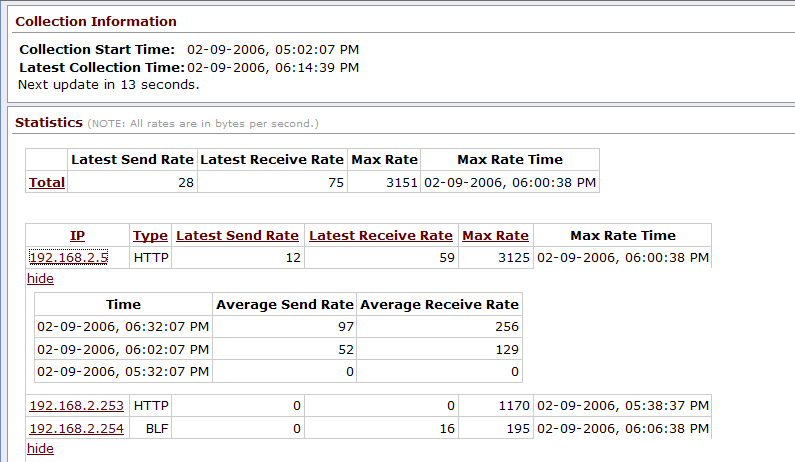 Collection Information
Collection Start Time: 02-09-2006, 05:02:07 PM
Latest Collection Time: 02-09-2006, 06:14:39 PM
Next update in 13 seconds.
Statistics (NOTE: All rates are in bytes per second.)
Latest Send Rate Latest Receive Rate Max Rate Max Rate Time
Total 28 75 3151 02-09-2006, 06:00:38 PM
IP Type Latest Send Rate Latest Receive Rate Max Rate Max Rate Time
192.168.2.5 HTTP 12 59 3125 02-09-2006, 06:00:38 PM
hide
Time Average Send Rate Average Receive Rate
02-09-2006, 06:32:07 PM 97 256
02-09-2006, 06:02:07 PM 52 129
02-09-2006, 05:32:07 PM 0 0
192.168.2.253 HTTP 0 0 1170 02-09-2006, 05:38:37 PM
192.168.2.254 BLF 0 16 195 02-09-2006, 06:06:38 PM
hide